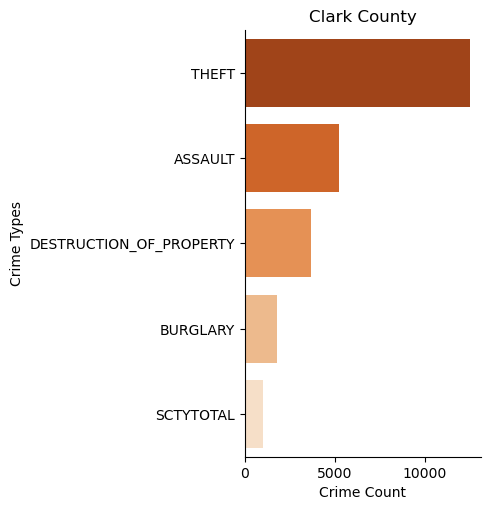 Clark County
THEFT
ASSAULT
DESTRUCTION_OF_PROPERTY
BURGLARY
SCTYTOTAL
Crime Types
0 5000 10000
Crime Count